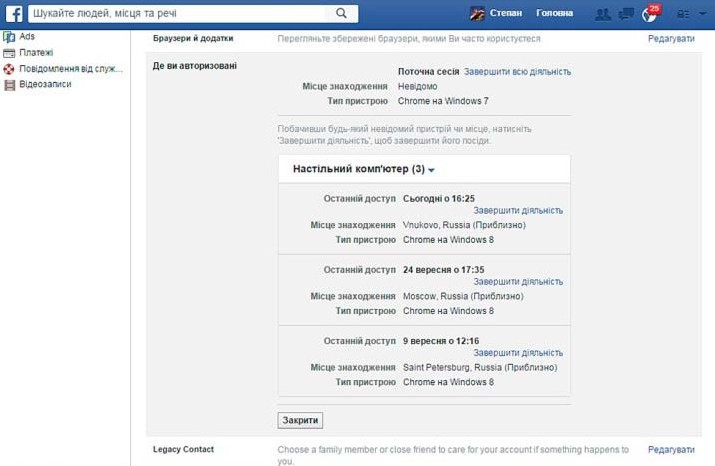 f Шукайте людей, місця та речі Степан Головна 25
Ads
Платежі
Повідомлення від служ...
Відеозаписи
Браузери й додатки Перегляньте збережені браузери, якими Ви часто користуєтеся Редагувати
Де ви авторизовані
Поточна сесія Завершити всю діяльність
Місце знаходження Невідомо
Тип пристрою Chrome на Windows 7
Побачивши будь-який невідомий пристрій чи місце, натисніть
'Завершити діяльність', щоб завершити його посіди.
Настільний комп'ютер (3)
Останній доступ Сьогодні о 16:25
Завершити діяльність
Місце знаходження Vnukovo, Russia (Приблизно)
Тип пристрою Chrome на Windows 8
Останній доступ 24 вересня о 17:35
Завершити діяльність
Місце знаходження Moscow, Russia (Приблизно)
Тип пристрою Chrome на Windows 8
Останній доступ 9 вересня о 12:16
Завершити діяльність
Місце знаходження Saint Petersburg, Russia (Приблизно)
Тип пристрою Chrome на Windows 8
Закрити
Legacy Contact Choose a family member or close friend to care for your account if something happens to Редагувати
you.